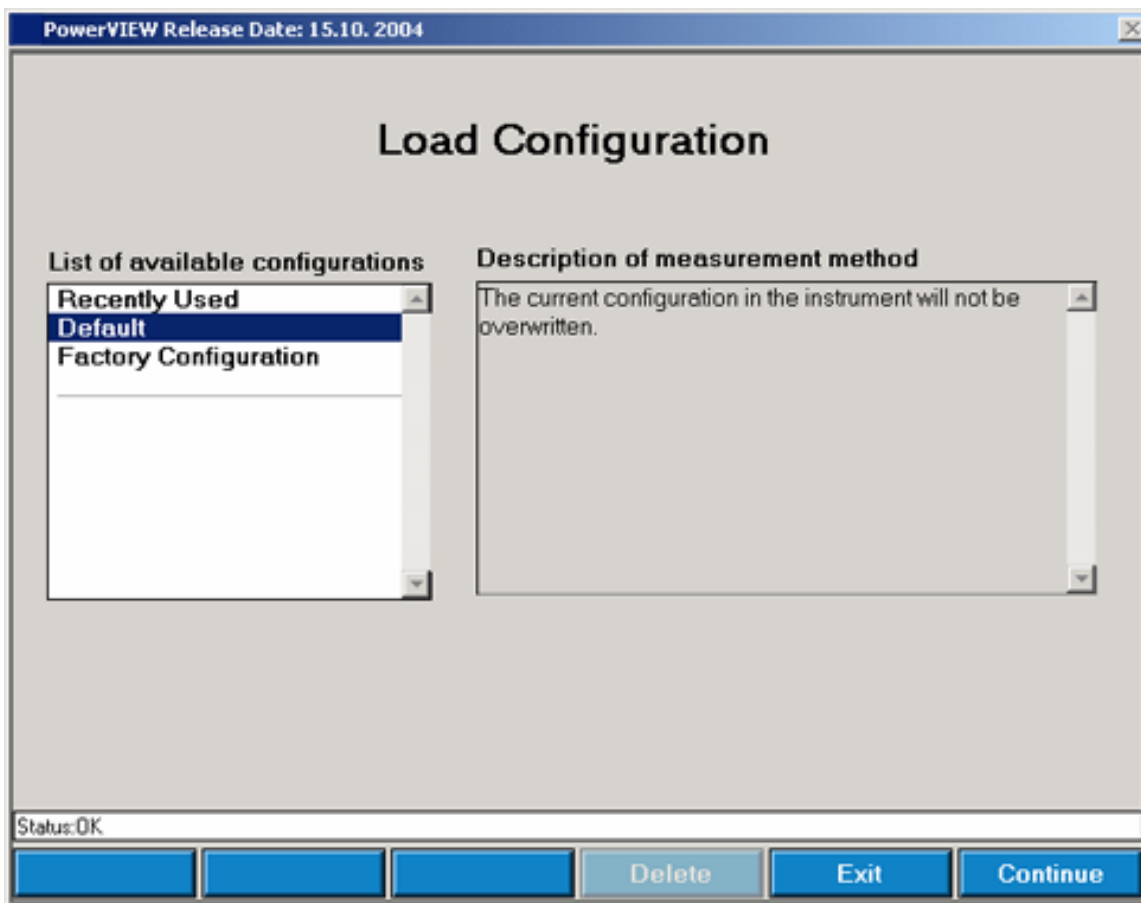 PowerVIEW Release Date: 15.10. 2004
Load Configuration
List of available configurations
Recently Used
Default
Factory Configuration
Description of measurement method
The current configuration in the instrument will not be
overwritten.
Status:OK
Delete
Exit
Continue